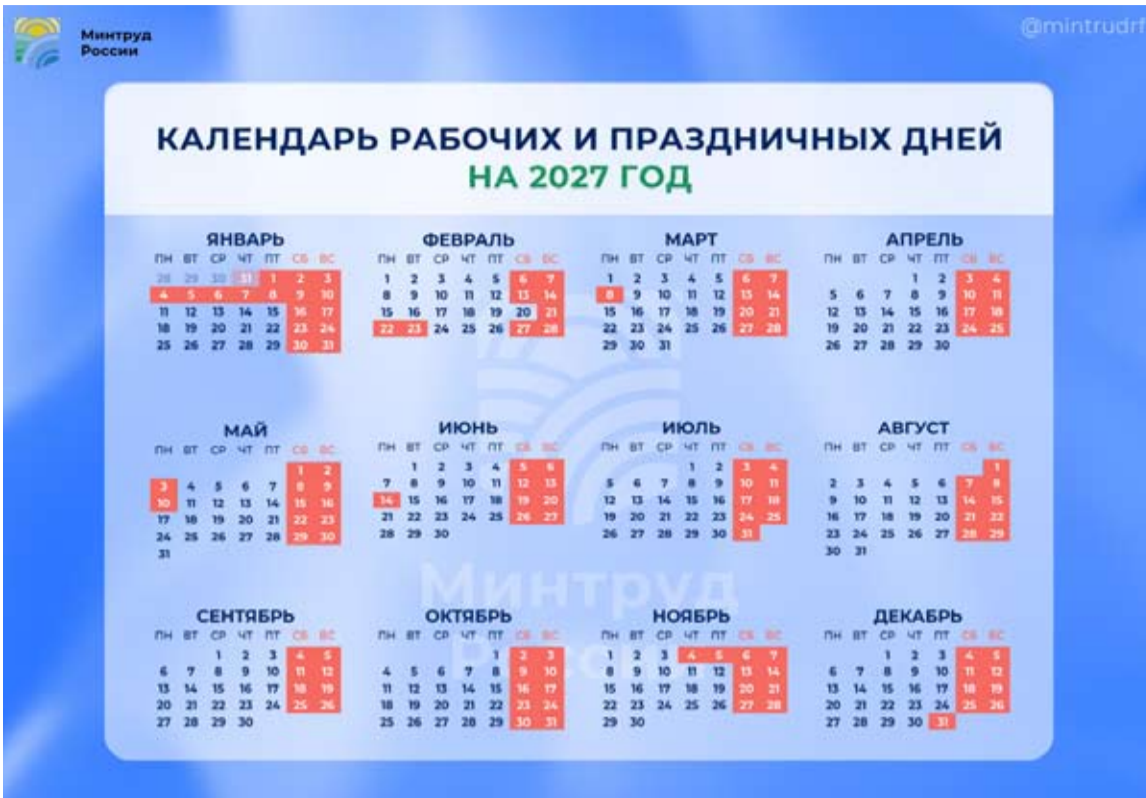 Минтруд
России
@mintrudrf
КАЛЕНДАРЬ РАБОЧИХ И ПРАЗДНИЧНЫХ ДНЕЙ
НА 2027 ГОД
ЯНВАРЬ
ПН ВТ СР ЧТ ПТ СБ ВС
28 29 30 31 1 2 3
4 5 6 7 8 9 10
11 12 13 14 15 16 17
18 19 20 21 22 23 24
25 26 27 28 29 30 31
ФЕВРАЛЬ
ПН ВТ СР ЧТ ПТ СБ ВС
1 2 3 4 5 6 7
8 9 10 11 12 13 14
15 16 17 18 19 20 21
22 23 24 25 26 27 28
МАРТ
ПН ВТ СР ЧТ ПТ СБ ВС
1 2 3 4 5 6 7
8 9 10 11 12 13 14
15 16 17 18 19 20 21
22 23 24 25 26 27 28
29 30 31
АПРЕЛЬ
ПН ВТ СР ЧТ ПТ СБ ВС
1 2 3 4
5 6 7 8 9 10 11
12 13 14 15 16 17 18
19 20 21 22 23 24 25
26 27 28 29 30
МАЙ
ПН ВТ СР ЧТ ПТ СБ ВС
1 2
3 4 5 6 7 8 9
10 11 12 13 14 15 16
17 18 19 20 21 22 23
24 25 26 27 28 29 30
31
ИЮНЬ
ПН ВТ СР ЧТ ПТ СБ ВС
1 2 3 4 5 6
7 8 9 10 11 12 13
14 15 16 17 18 19 20
21 22 23 24 25 26 27
28 29 30
ИЮЛЬ
ПН ВТ СР ЧТ ПТ СБ ВС
1 2 3 4
5 6 7 8 9 10 11
12 13 14 15 16 17 18
19 20 21 22 23 24 25
26 27 28 29 30 31
АВГУСТ
ПН ВТ СР ЧТ ПТ СБ ВС
1
2 3 4 5 6 7 8
9 10 11 12 13 14 15
16 17 18 19 20 21 22
23 24 25 26 27 28 29
30 31
СЕНТЯБРЬ
ПН ВТ СР ЧТ ПТ СБ ВС
1 2 3 4 5
6 7 8 9 10 11 12
13 14 15 16 17 18 19
20 21 22 23 24 25 26
27 28 29 30
ОКТЯБРЬ
ПН ВТ СР ЧТ ПТ СБ ВС
1 2 3
4 5 6 7 8 9 10
11 12 13 14 15 16 17
18 19 20 21 22 23 24
25 26 27 28 29 30 31
НОЯБРЬ
ПН ВТ СР ЧТ ПТ СБ ВС
1 2 3 4 5 6 7
8 9 10 11 12 13 14
15 16 17 18 19 20 21
22 23 24 25 26 27 28
29 30
ДЕКАБРЬ
ПН ВТ СР ЧТ ПТ СБ ВС
1 2 3 4 5
6 7 8 9 10 11 12
13 14 15 16 17 18 19
20 21 22 23 24 25 26
27 28 29 30 31
Минтруд
России